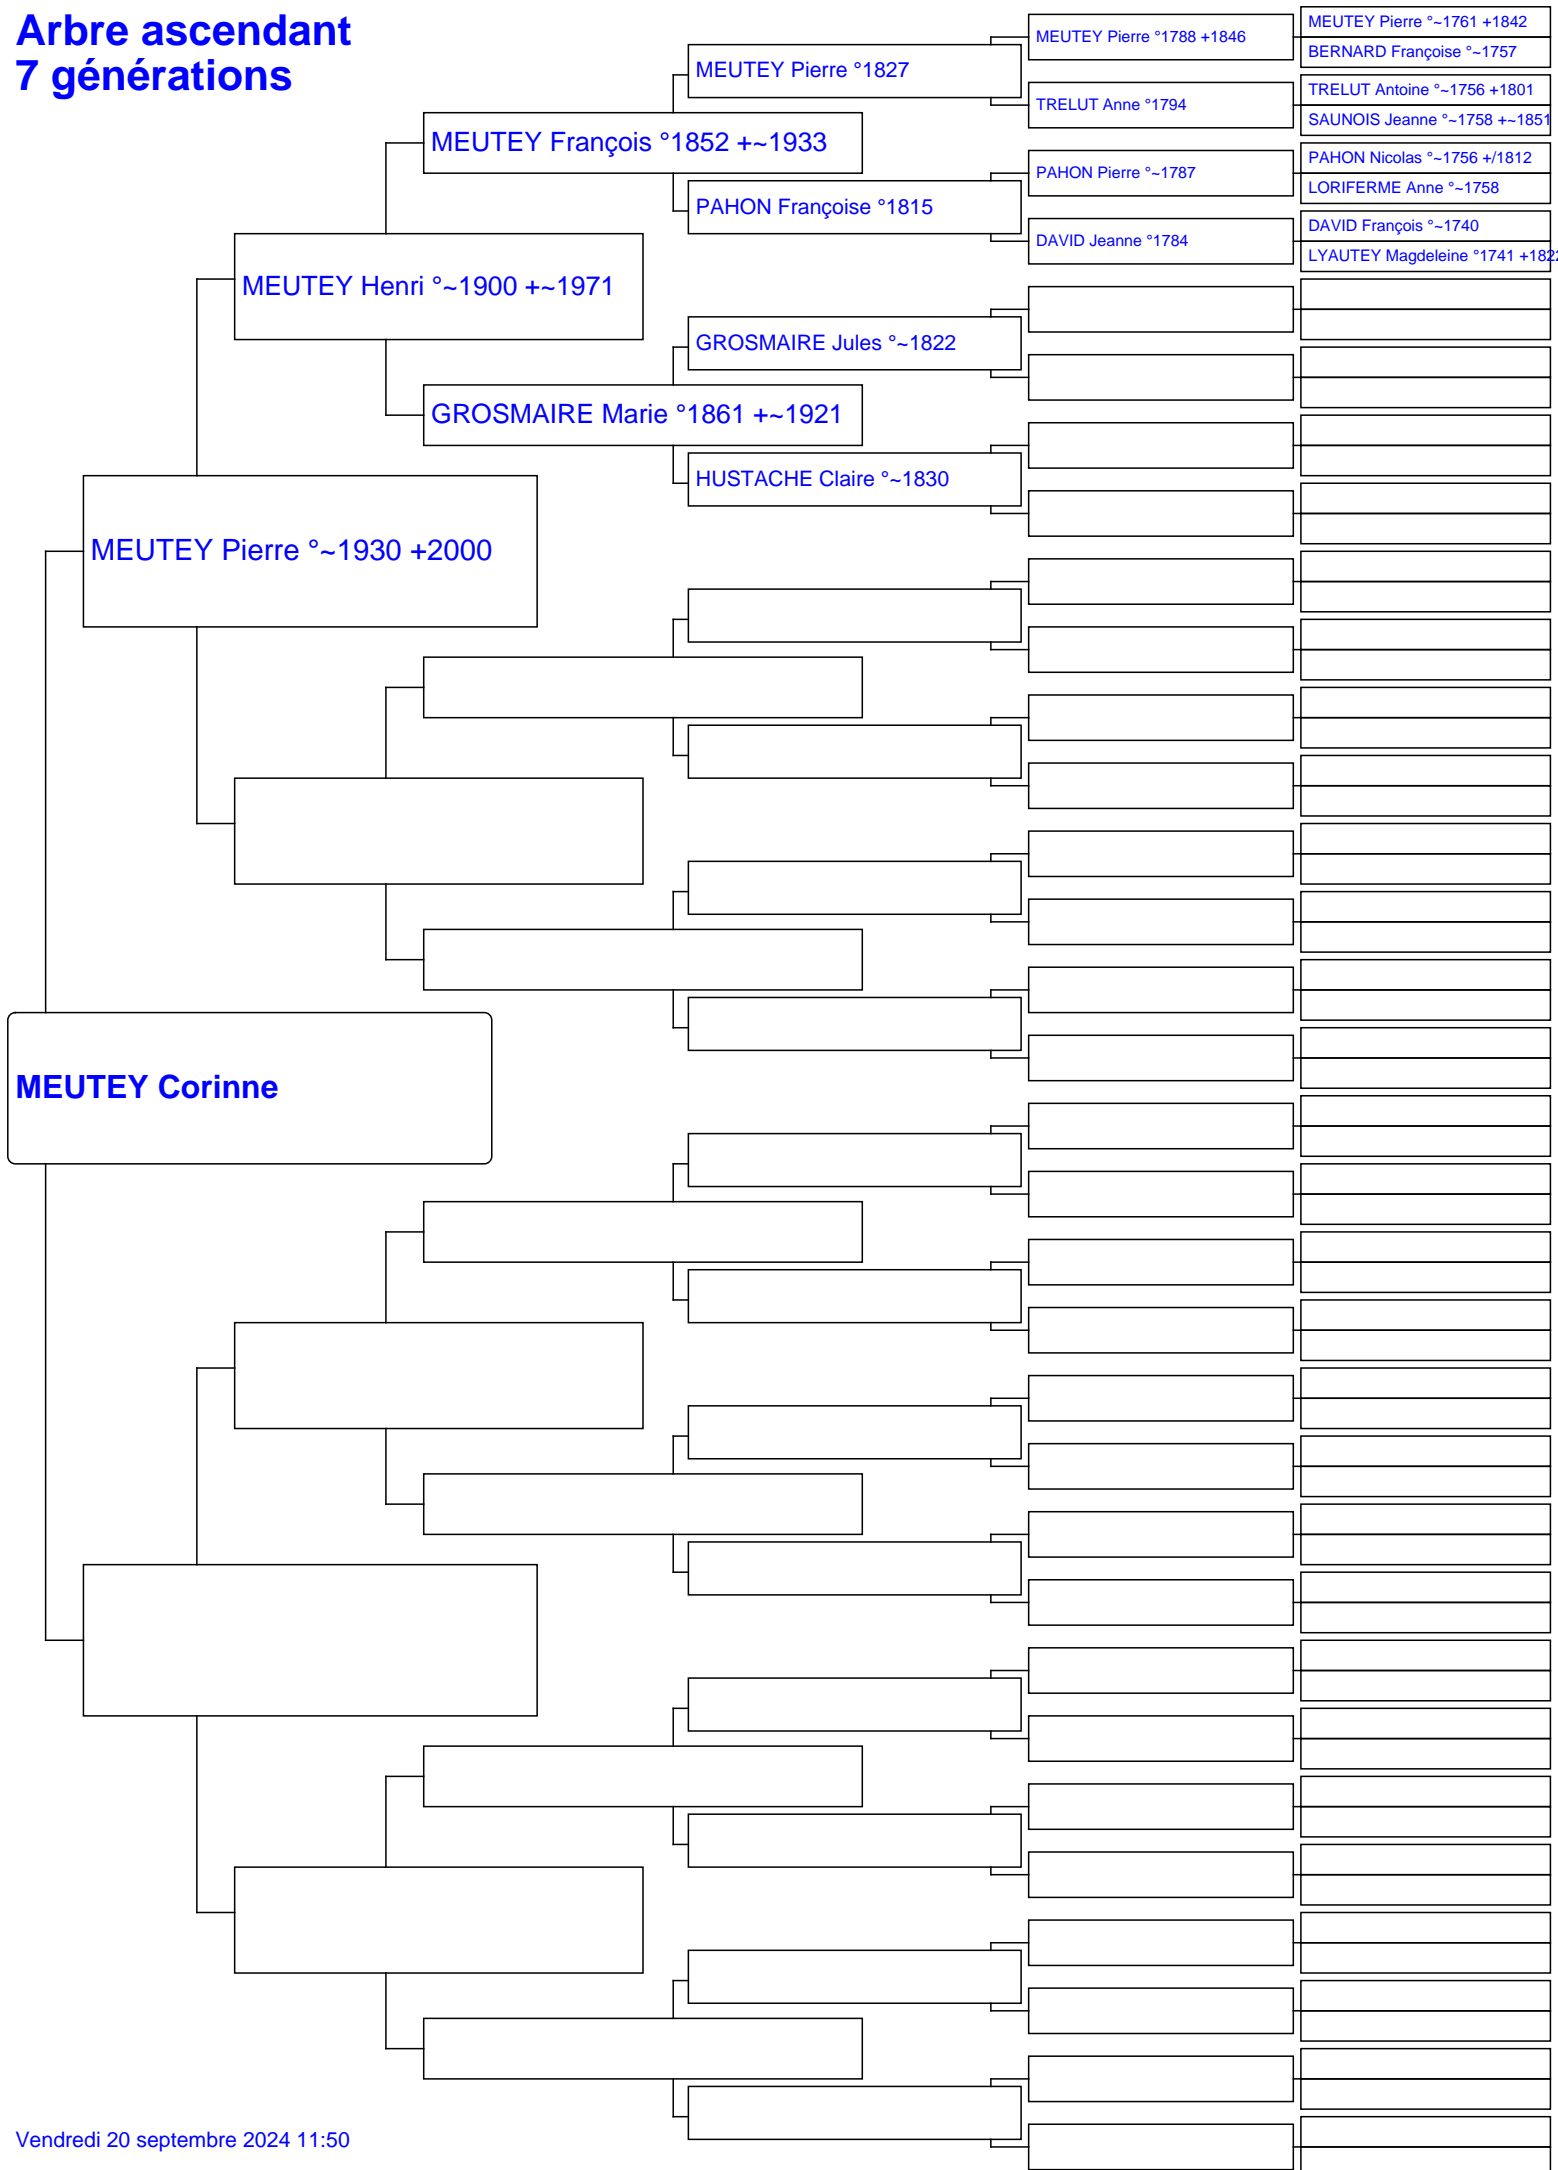 Arbre ascendant
7 générations
MEUTEY Corinne
MEUTEY Pierre °~1930 +2000
MEUTEY Henri °~1900 +~1971
MEUTEY François °1852 +~1933
GROSMAIRE Marie °1861 +~1921
MEUTEY Pierre °1827
PAHON Françoise °1815
GROSMAIRE Jules °~1822
HUSTACHE Claire °~1830
MEUTEY Pierre °1788 +1846
TRELUT Anne °1794
PAHON Pierre °~1787
DAVID Jeanne °1784
MEUTEY Pierre °~1761 +1842
BERNARD Françoise °~1757
TRELUT Antoine °~1756 +1801
SAUNOIS Jeanne °~1758 +~1851
PAHON Nicolas °~1756 +/1812
LORIFERME Anne °~1758
DAVID François °~1740
LYAUTEY Magdeleine °1741 +1822
Vendredi 20 septembre 2024 11:50